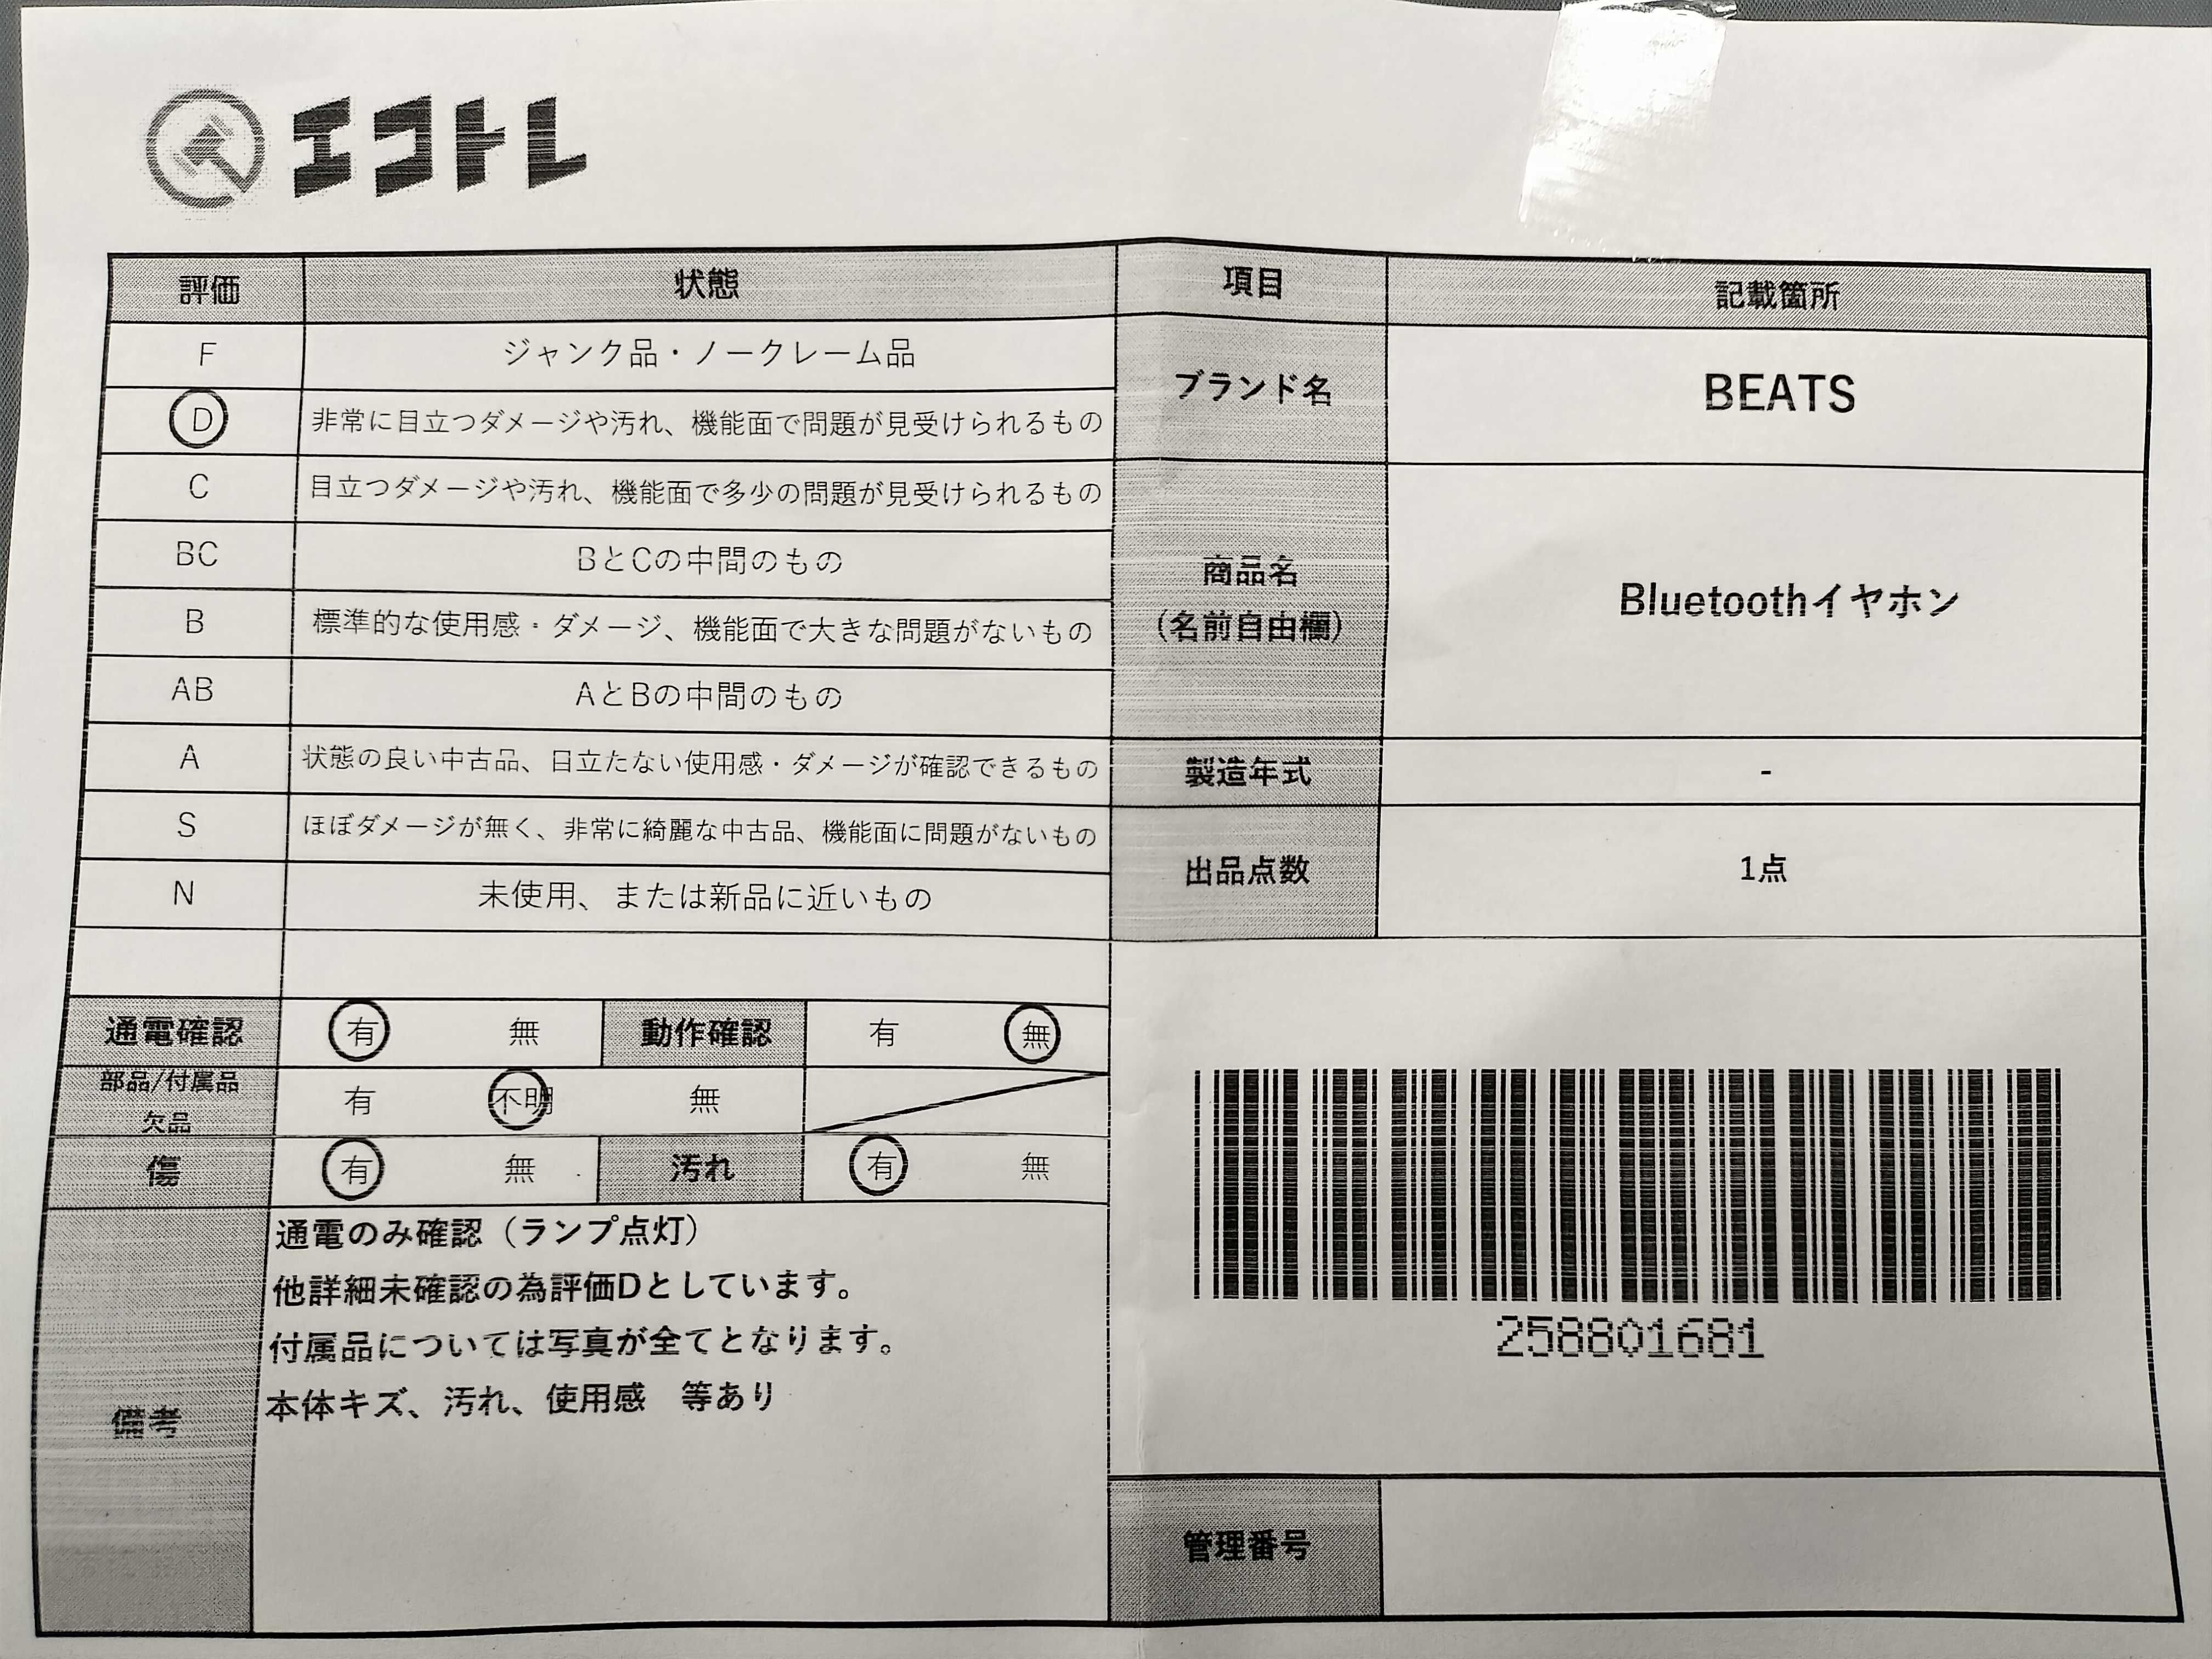 エコトレ
評価 状態 項目 記載箇所
F ジャンク品・ノークレーム品
D 非常に目立つダメージや汚れ、機能面で問題が見受けられるもの
ブランド名 BEATS
C 目立つダメージや汚れ、機能面で多少の問題が見受けられるもの
BC BとCの中間のもの
商品名
(名前自由欄)
Bluetoothイヤホン
B 標準的な使用感・ダメージ、機能面で大きな問題がないもの
AB AとBの中間のもの
A 状態の良い中古品、目立たない使用感・ダメージが確認できるもの
製造年式 -
S ほぼダメージが無く、非常に綺麗な中古品、機能面に問題がないもの
出品点数 1点
N 未使用、または新品に近いもの
通電確認 有 無 動作確認 有 無
部品/付属品
欠品
有 不明 無
傷 有 無 汚れ 有 無
備考
通電のみ確認（ランプ点灯）
他詳細未確認の為評価Dとしています。
付属品については写真が全てとなります。
本体キズ、汚れ、使用感　等あり
258801681
管理番号